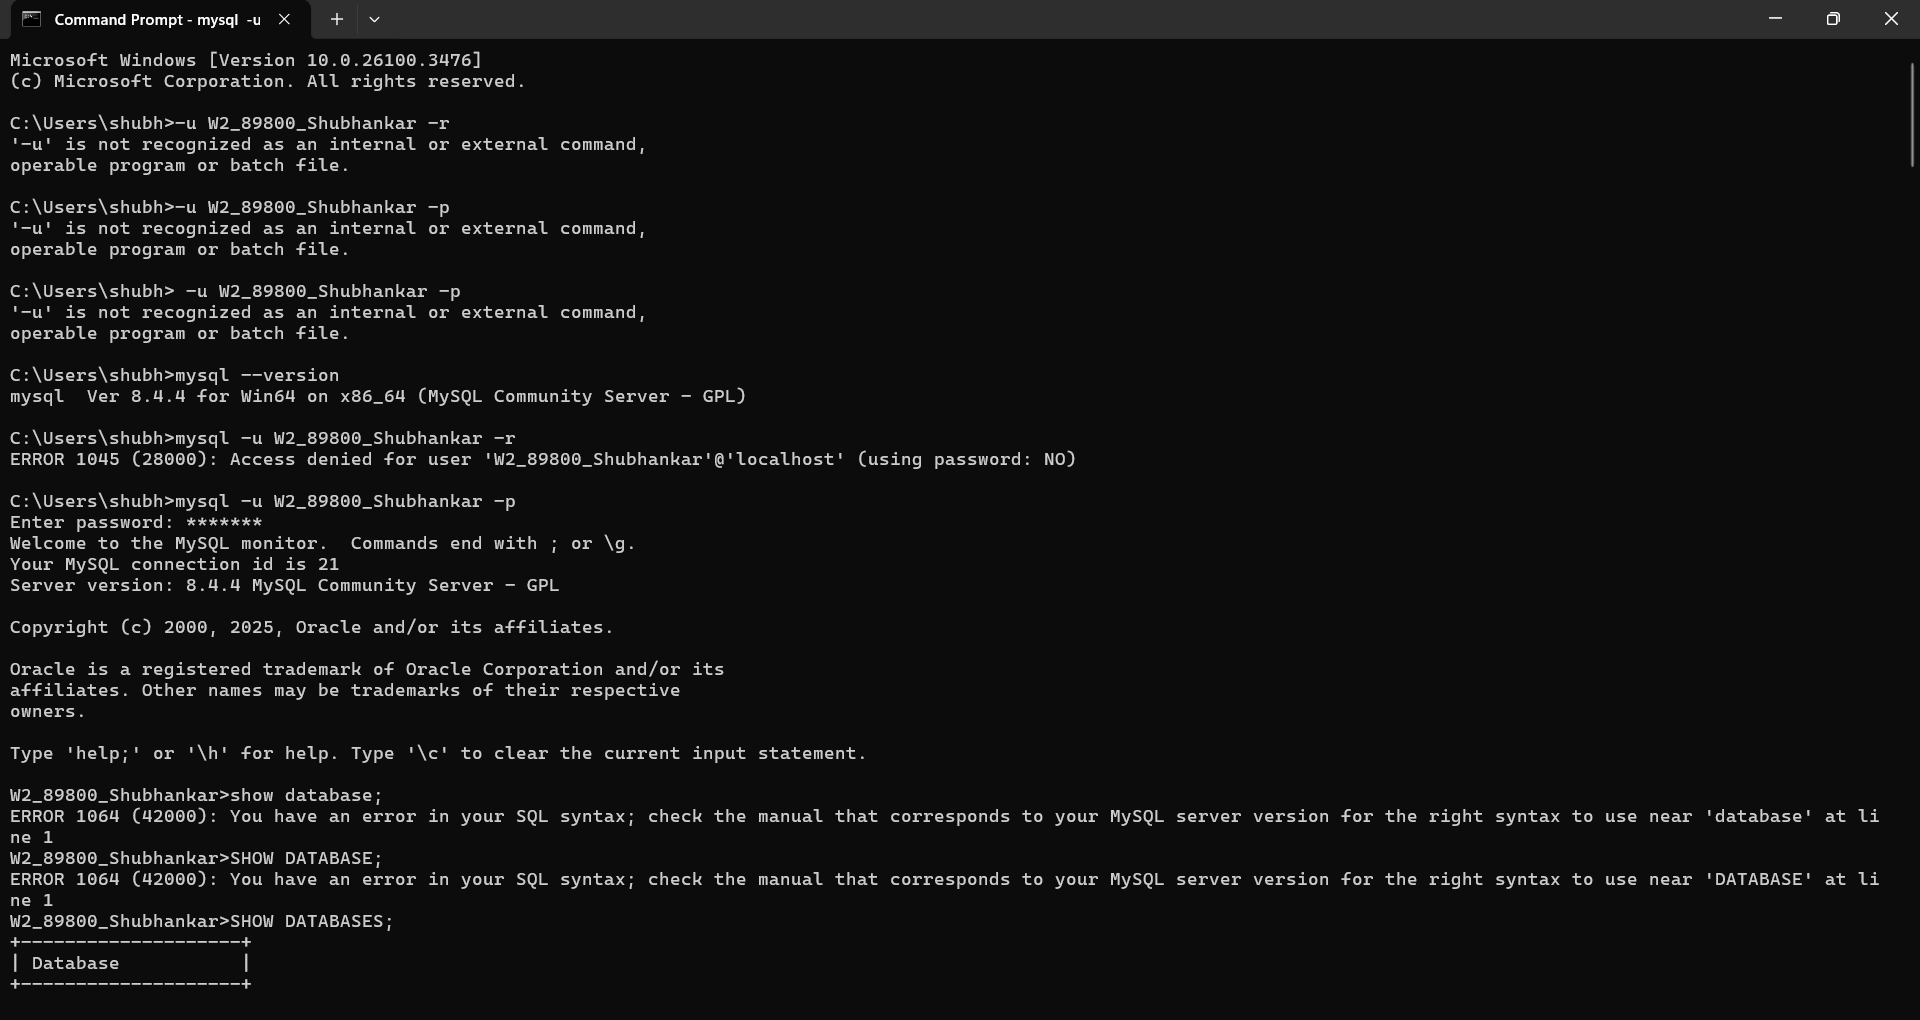 Command Prompt - mysql -u
Microsoft Windows [Version 10.0.26100.3476]
(c) Microsoft Corporation. All rights reserved.
C:\Users\shubh>-u W2_89800_Shubhankar -r
'-u' is not recognized as an internal or external command,
operable program or batch file.
C:\Users\shubh>-u W2_89800_Shubhankar -p
'-u' is not recognized as an internal or external command,
operable program or batch file.
C:\Users\shubh> -u W2_89800_Shubhankar -p
'-u' is not recognized as an internal or external command,
operable program or batch file.
C:\Users\shubh>mysql --version
mysql  Ver 8.4.4 for Win64 on x86_64 (MySQL Community Server - GPL)
C:\Users\shubh>mysql -u W2_89800_Shubhankar -r
ERROR 1045 (28000): Access denied for user 'W2_89800_Shubhankar'@'localhost' (using password: NO)
C:\Users\shubh>mysql -u W2_89800_Shubhankar -p
Enter password: *******
Welcome to the MySQL monitor.  Commands end with ; or \g.
Your MySQL connection id is 21
Server version: 8.4.4 MySQL Community Server - GPL
Copyright (c) 2000, 2025, Oracle and/or its affiliates.
Oracle is a registered trademark of Oracle Corporation and/or its
affiliates. Other names may be trademarks of their respective
owners.
Type 'help;' or '\h' for help. Type '\c' to clear the current input statement.
W2_89800_Shubhankar>show database;
ERROR 1064 (42000): You have an error in your SQL syntax; check the manual that corresponds to your MySQL server version for the right syntax to use near 'database' at li
ne 1
W2_89800_Shubhankar>SHOW DATABASE;
ERROR 1064 (42000): You have an error in your SQL syntax; check the manual that corresponds to your MySQL server version for the right syntax to use near 'DATABASE' at li
ne 1
W2_89800_Shubhankar>SHOW DATABASES;
+--------------------+
| Database           |
+--------------------+